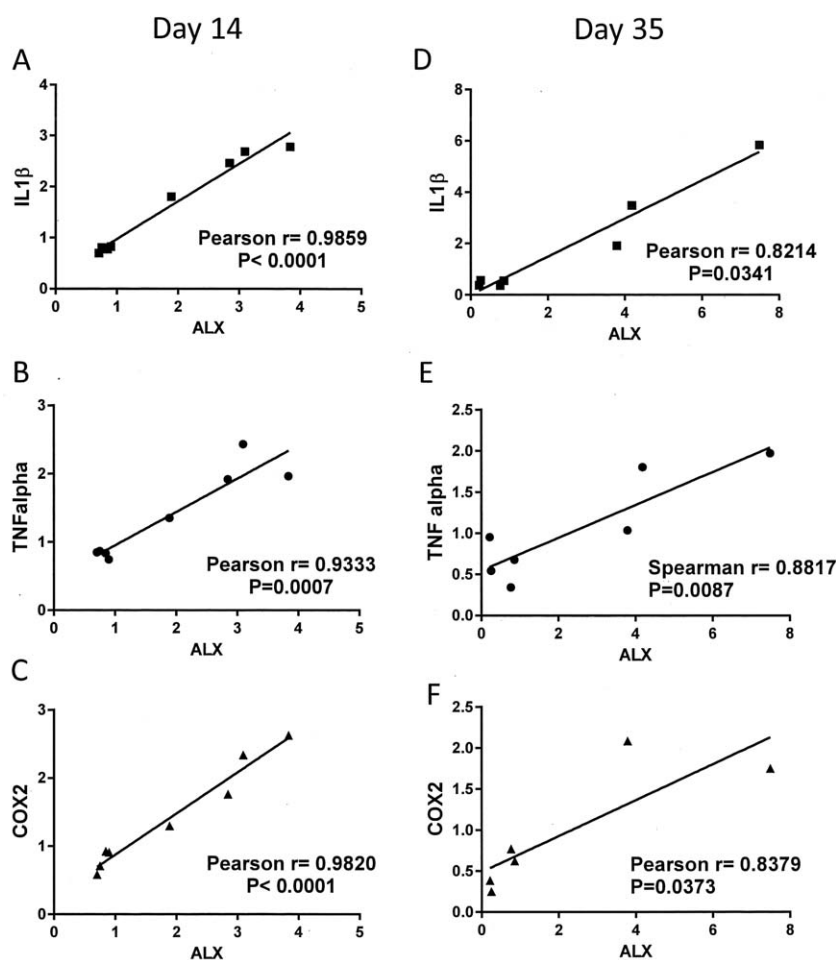 Day 14
Day 35
A
4
3
2
1
0
IL1β
0 1 2 3 4 5
ALX
Pearson r= 0.9859
P< 0.0001
D
8
6
4
2
0
IL1β
0 2 4 6 8
ALX
Pearson r= 0.8214
P=0.0341
B
3
2
1
0
TNFalpha
0 1 2 3 4 5
ALX
Pearson r= 0.9333
P=0.0007
E
2.5
2.0
1.5
1.0
0.5
0.0
TNF alpha
0 2 4 6 8
ALX
Spearman r= 0.8817
P=0.0087
C
3
2
1
0
COX2
0 1 2 3 4 5
ALX
Pearson r= 0.9820
P< 0.0001
F
2.5
2.0
1.5
1.0
0.5
0.0
COX2
0 2 4 6 8
ALX
Pearson r= 0.8379
P=0.0373